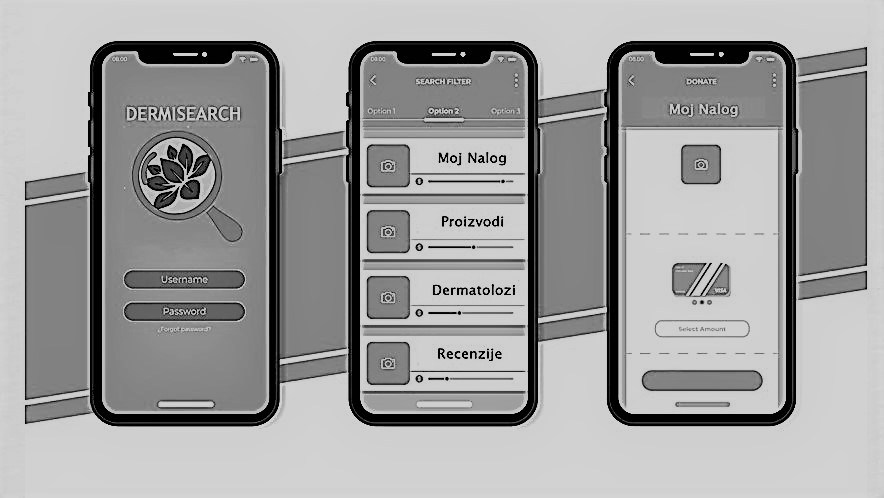 08.00
DERMISEARCH
Username
Password
¿Forgot password?
08.00
SEARCH FILTER
Option 1 Option 2 Option 3
Moj Nalog
$
Proizvodi
$
Dermatolozi
$
Recenzije
$
08.00
DONATE
Moj Nalog
VISA
Select Amount